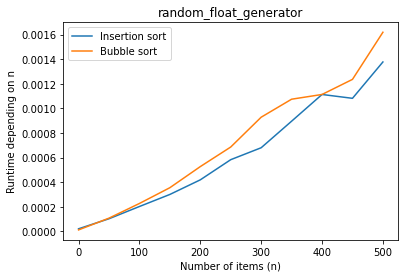 random_float_generator
Insertion sort
Bubble sort
Runtime depending on n
0.0016
0.0014
0.0012
0.0010
0.0008
0.0006
0.0004
0.0002
0.0000
0 100 200 300 400 500
Number of items (n)